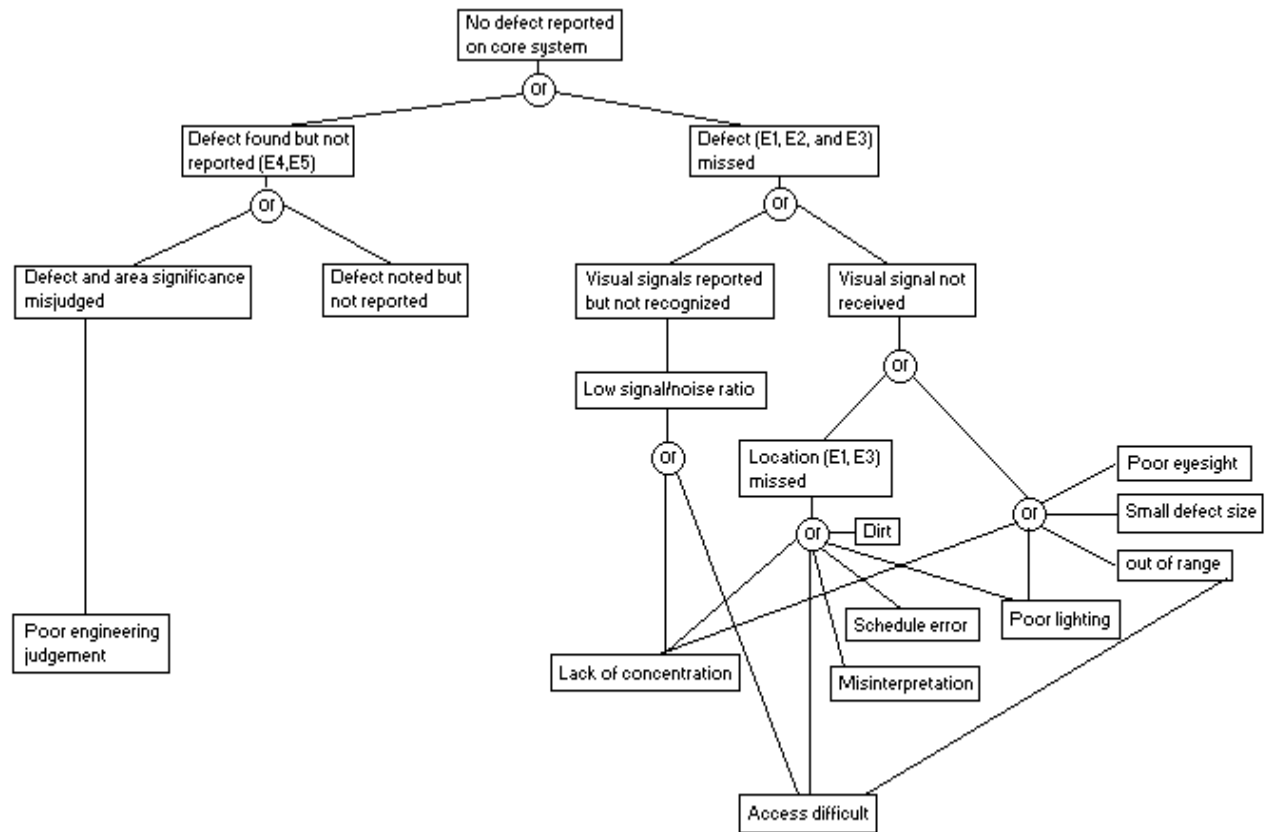 No defect reported
on core system
or
Defect found but not
reported (E4,E5)
Defect (E1, E2, and E3)
missed
or
or
Defect and area significance
misjudged
Defect noted but
not reported
Visual signals reported
but not recognized
Visual signal not
received
or
Low signal/noise ratio
or
Location (E1, E3)
missed
Poor eyesight
or
Small defect size
or
Dirt
out of range
Poor engineering
judgement
Schedule error
Poor lighting
Lack of concentration
Misinterpretation
Access difficult